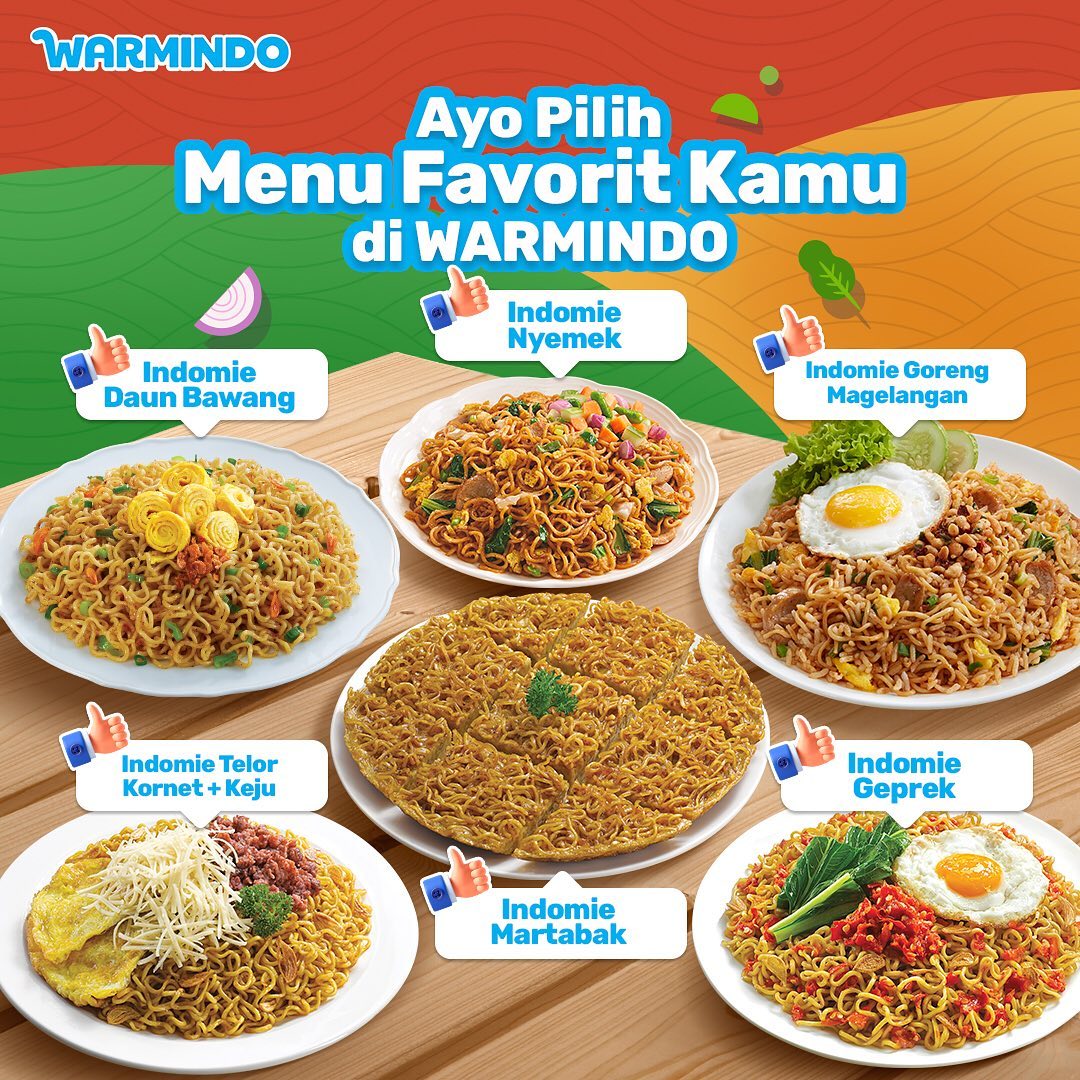 WARMINDO
Ayo Pilih
Menu Favorit Kamu
di WARMINDO
Indomie
Nyemek
Indomie
Daun Bawang
Indomie Goreng
Magelangan
Indomie Telor
Kornet + Keju
Indomie
Geprek
Indomie
Martabak